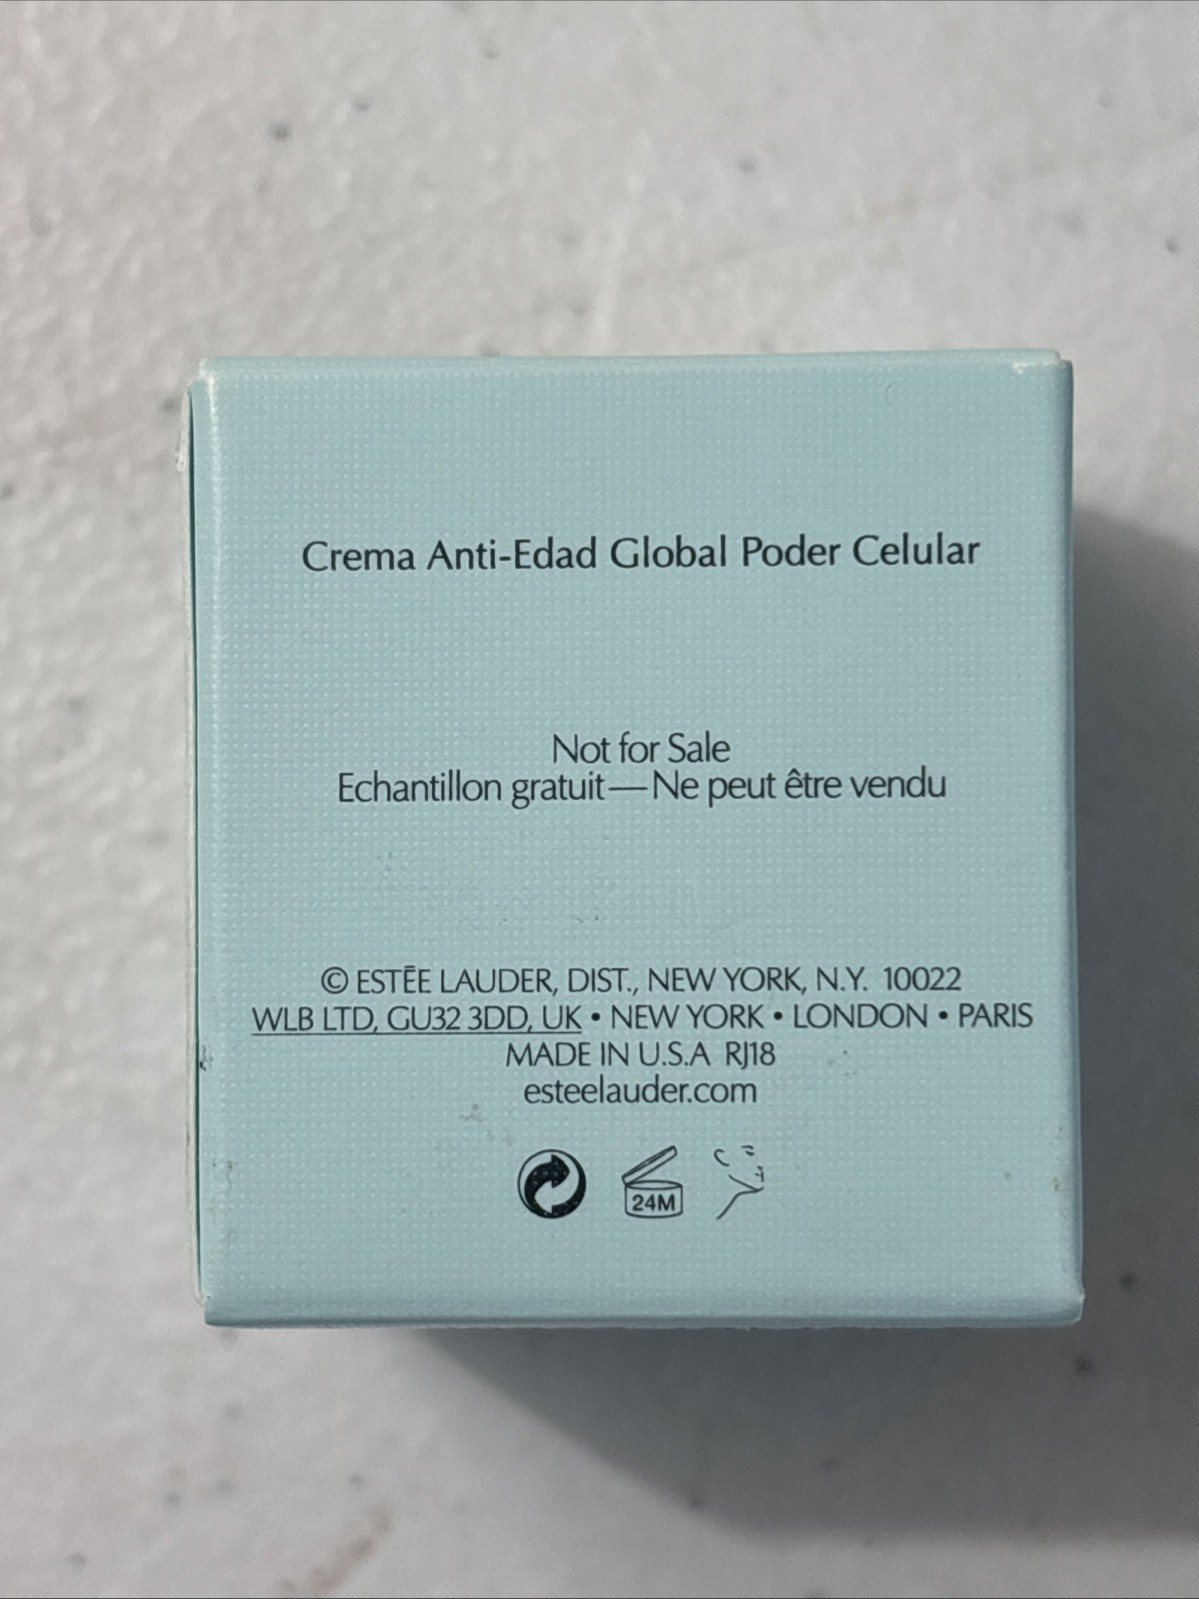 Crema Anti-Edad Global Poder Celular
Not for Sale
Echantillon gratuit—Ne peut être vendu
© ESTĒE LAUDER, DIST., NEW YORK, N.Y. 10022
WLB LTD, GU32 3DD, UK • NEW YORK • LONDON • PARIS
MADE IN U.S.A RJ18
esteelauder.com
24M